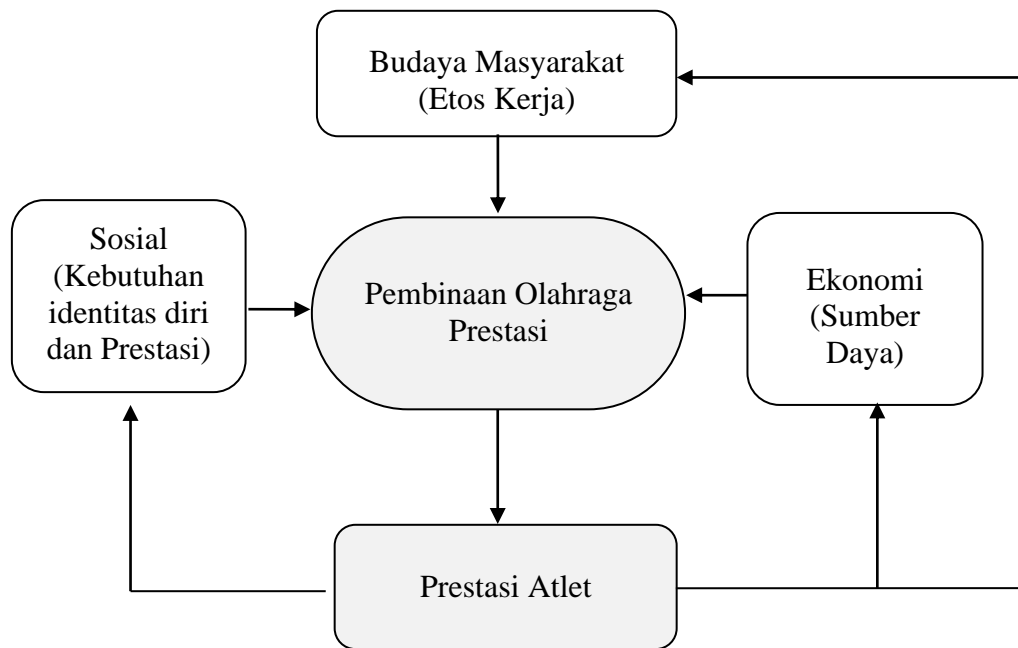 Budaya Masyarakat
(Etos Kerja)
Sosial
(Kebutuhan
identitas diri
dan Prestasi)
Pembinaan Olahraga
Prestasi
Ekonomi
(Sumber
Daya)
Prestasi Atlet